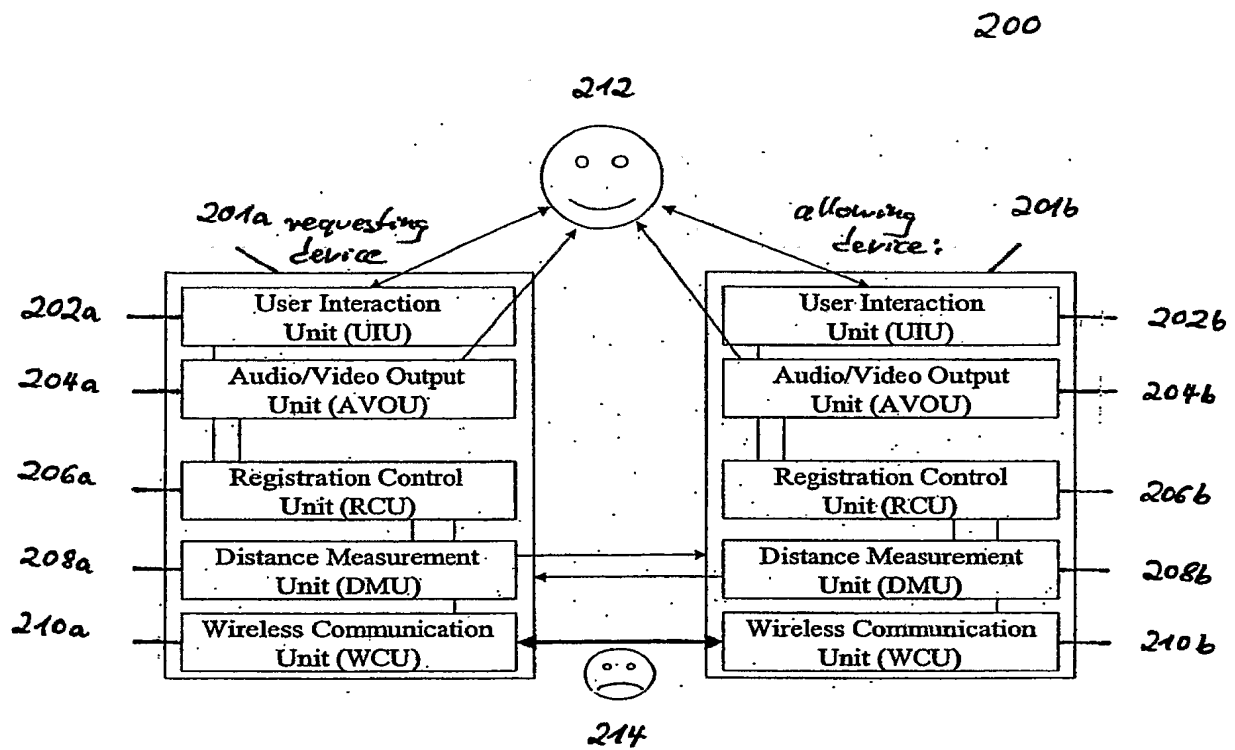 200
212
201a requesting device
allowing device:
201b
202a
User Interaction
Unit (UIU)
User Interaction
Unit (UIU)
202b
204a
Audio/Video Output
Unit (AVOU)
Audio/Video Output
Unit (AVOU)
204b
206a
Registration Control
Unit (RCU)
Registration Control
Unit (RCU)
206b
208a
Distance Measurement
Unit (DMU)
Distance Measurement
Unit (DMU)
208b
210a
Wireless Communication
Unit (WCU)
Wireless Communication
Unit (WCU)
210b
214